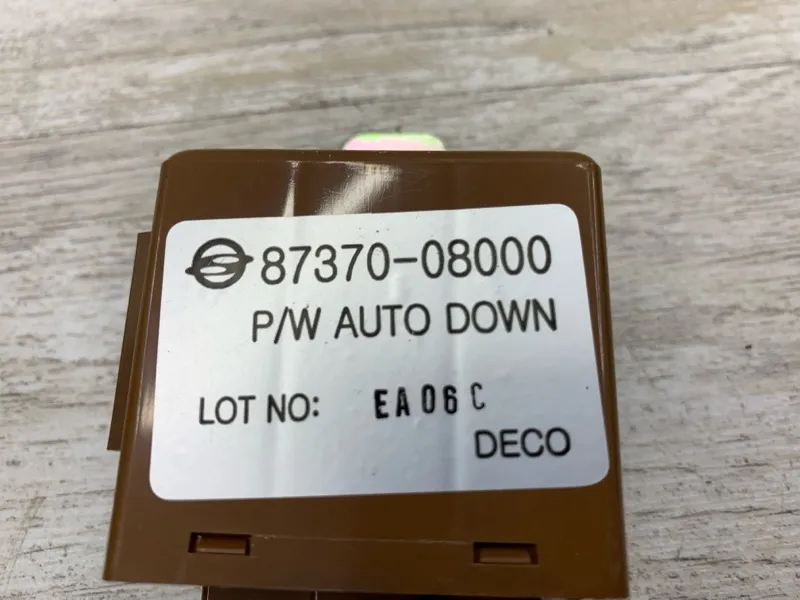 87370-08000
P/W AUTO DOWN
LOT NO: EA06C
DECO